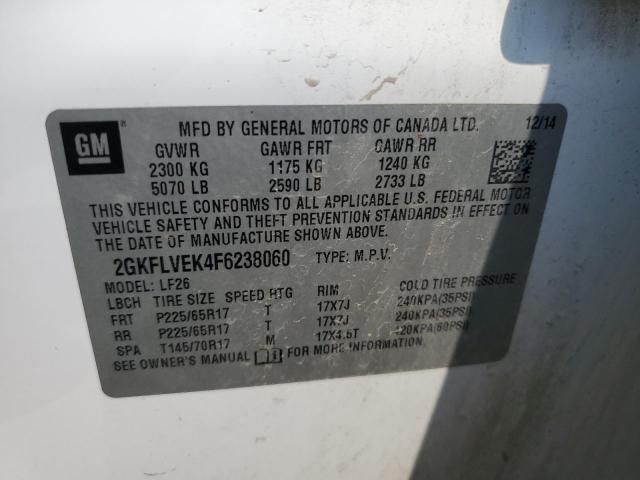 GM
MFD BY GENERAL MOTORS OF CANADA LTD. 12/14
GVWR GAWR FRT GAWR RR
2300 KG 1175 KG 1240 KG
5070 LB 2590 LB 2733 LB
THIS VEHICLE CONFORMS TO ALL APPLICABLE U.S. FEDERAL MOTOR
VEHICLE SAFETY AND THEFT PREVENTION STANDARDS IN EFFECT ON
THE DATE OF MANUFACTURE SHOWN ABOVE.
2GKFLVEK4F6238060 TYPE: M.P.V.
MODEL: LF26
LBCH TIRE SIZE SPEED RTG RIM COLD TIRE PRESSURE
FRT P225/65R17 T 17X7J 240KPA(35PSI)
RR P225/65R17 T 17X7J 240KPA(35PSI)
SPA T145/70R17 M 17X4.5T 420KPA(60PSI)
SEE OWNER'S MANUAL FOR MORE INFORMATION.